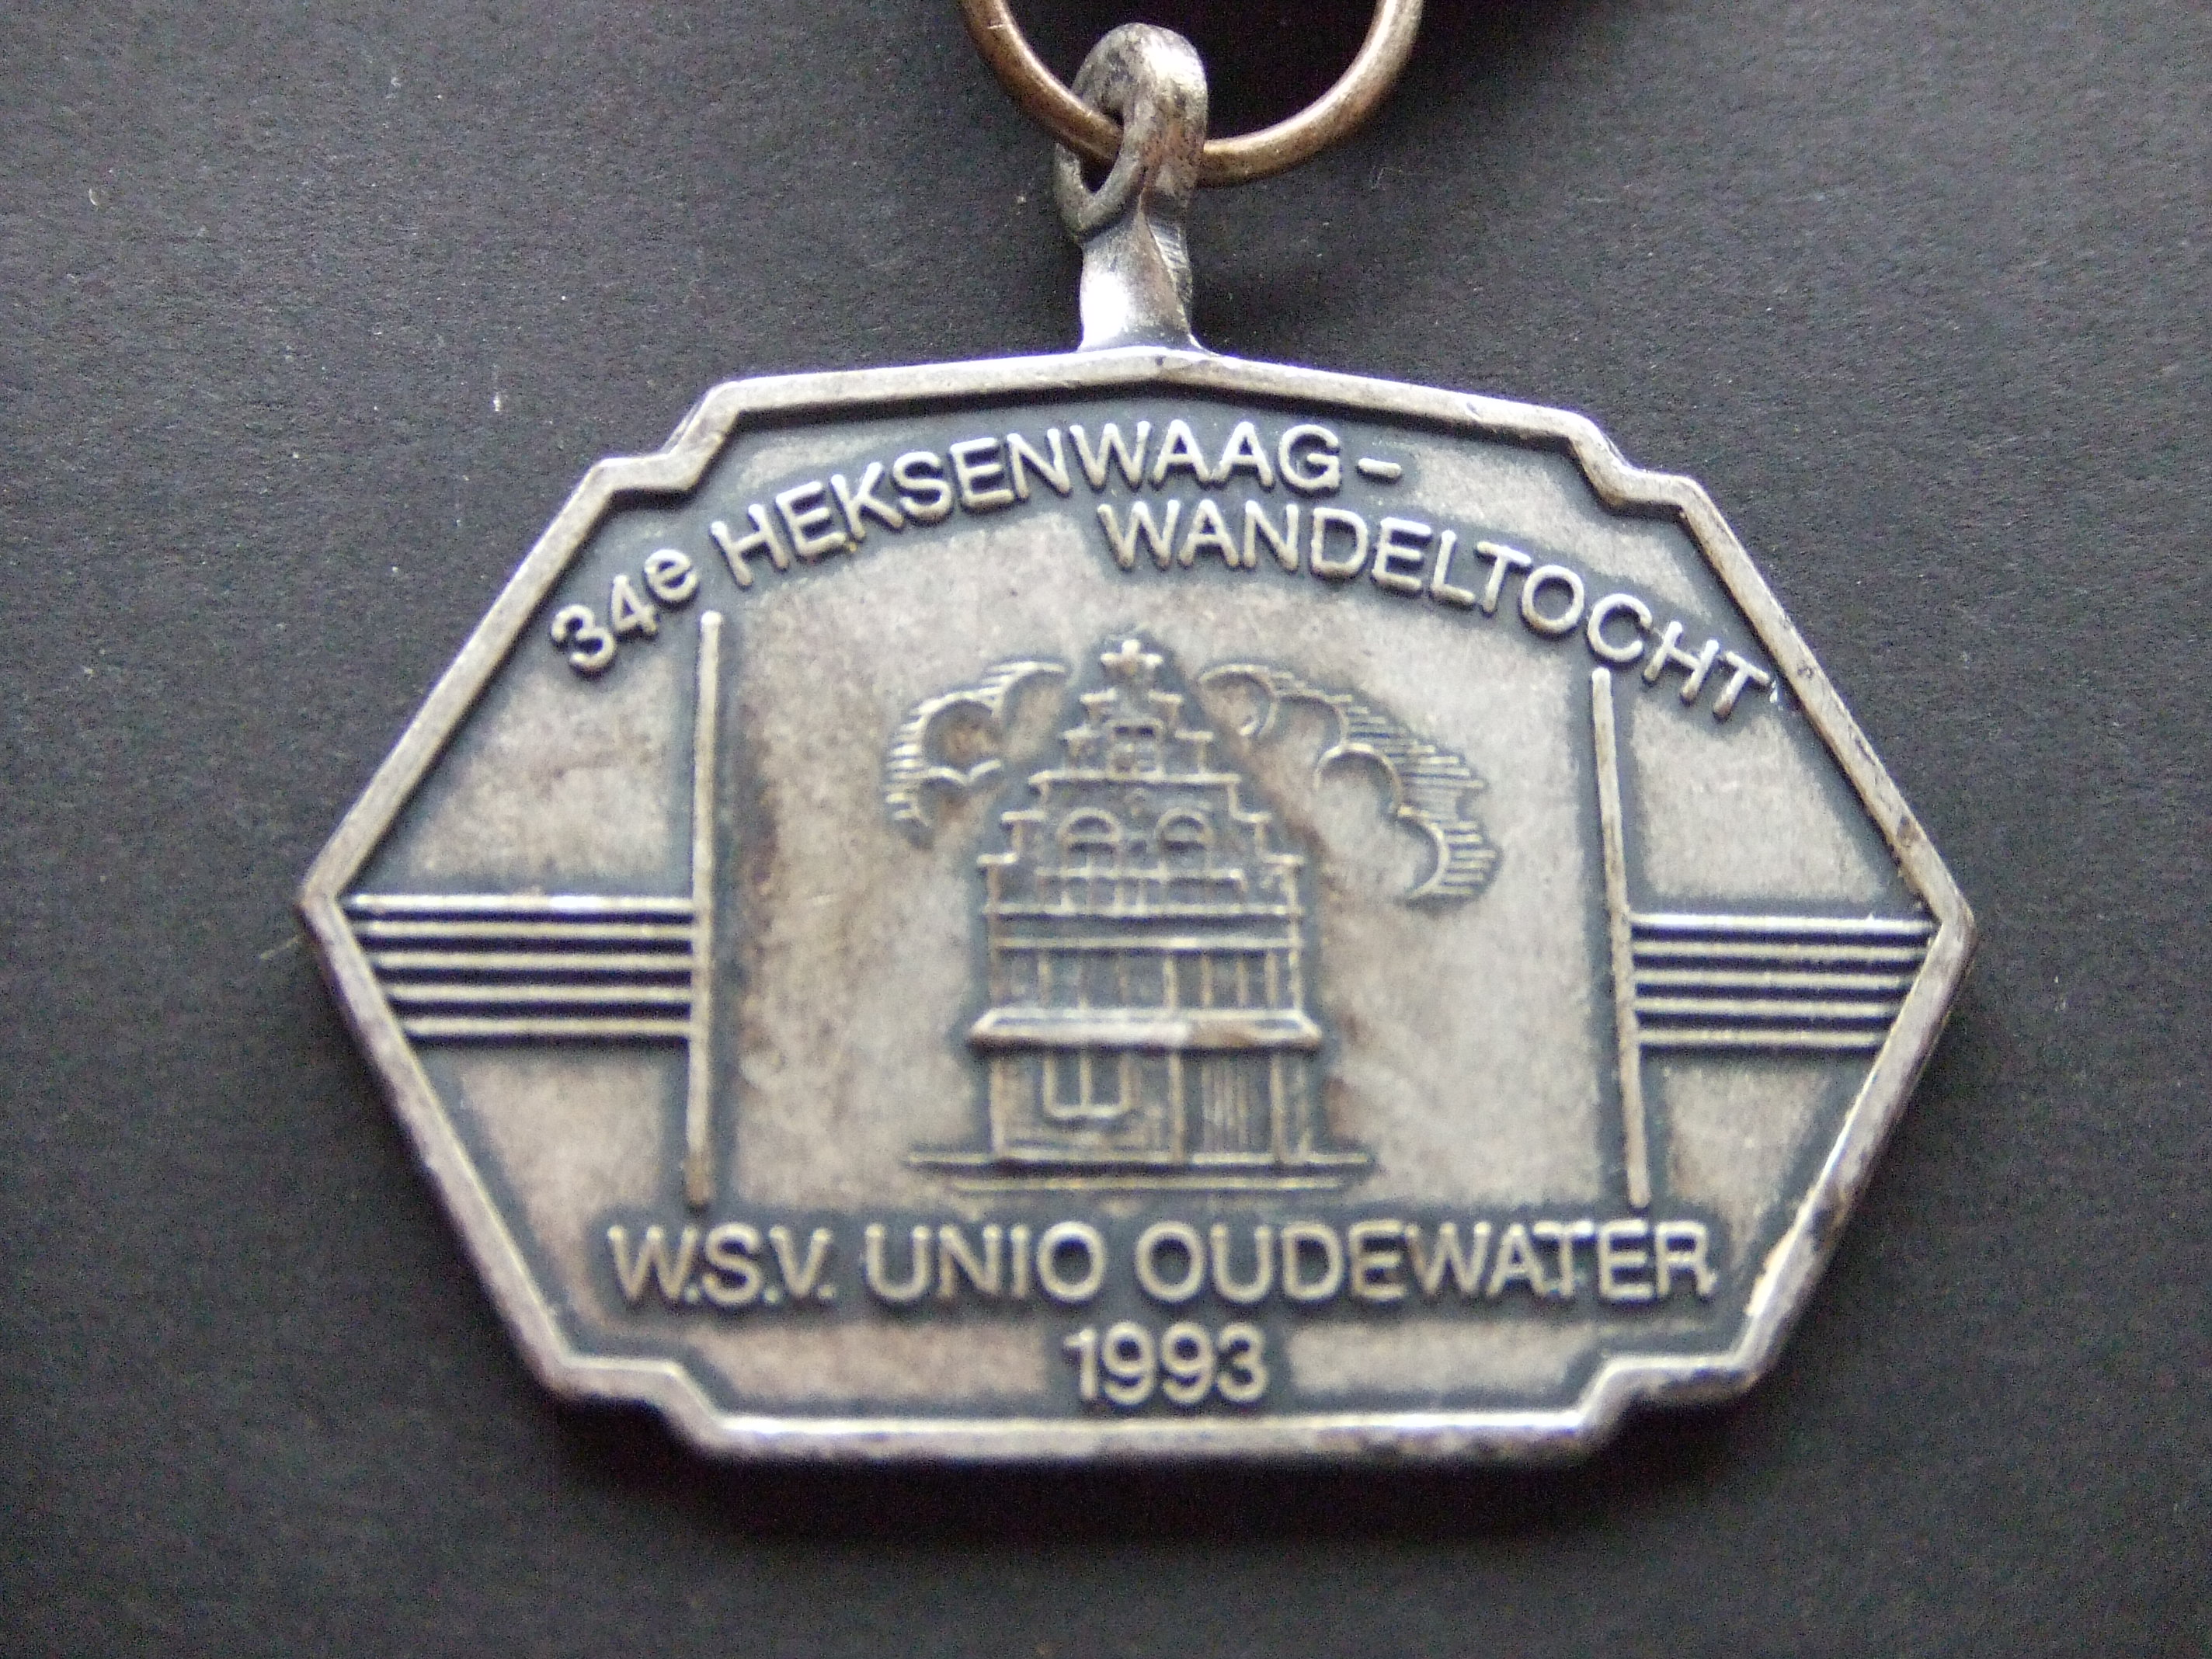 34e HEKSENWAAG-
WANDELTOCHT
W.S.V. UNIO OUDEWATER
1993